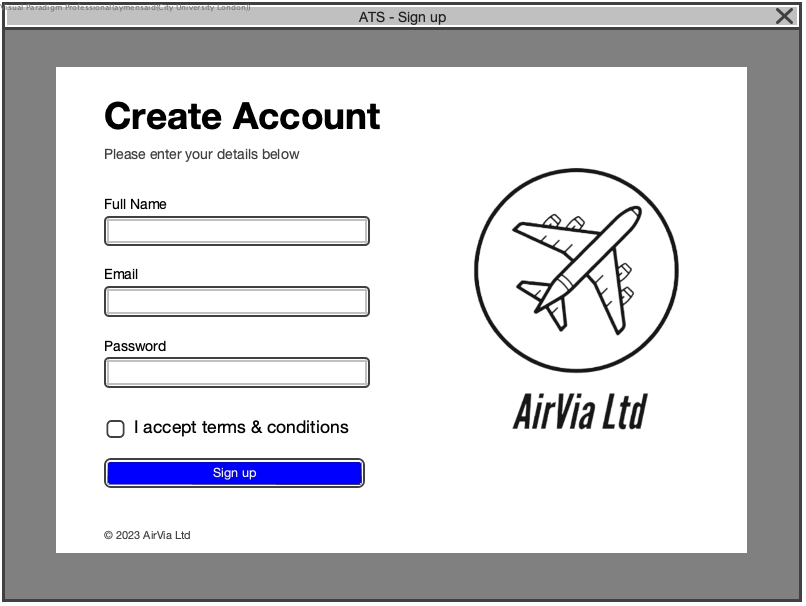 Visual Paradigm Professional(aymensaid(City University London))
ATS - Sign up
Create Account
Please enter your details below
Full Name
Email
Password
I accept terms & conditions
Sign up
© 2023 AirVia Ltd
AirVia Ltd